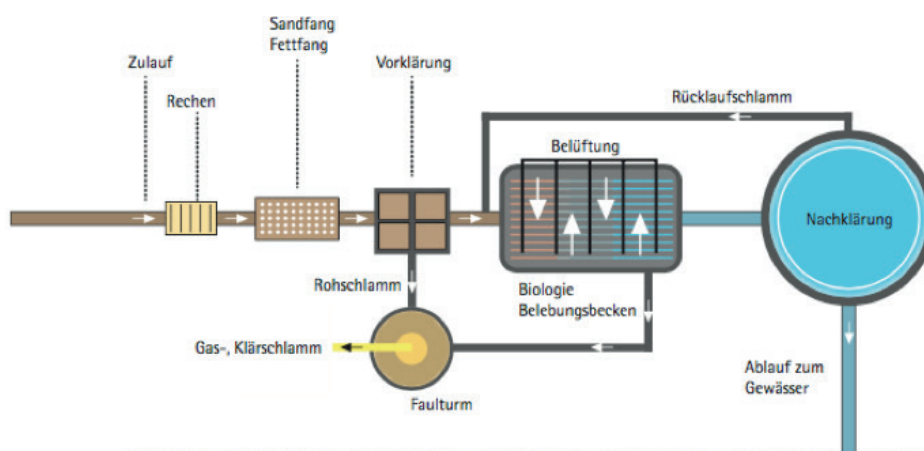 Sandfang
Fettfang
Zulauf
Vorklärung
Rechen
Rücklaufschlamm
Belüftung
Nachklärung
Rohschlamm
Biologie
Belebungsbecken
Gas-, Klärschlamm
Faulturm
Ablauf zum
Gewässer